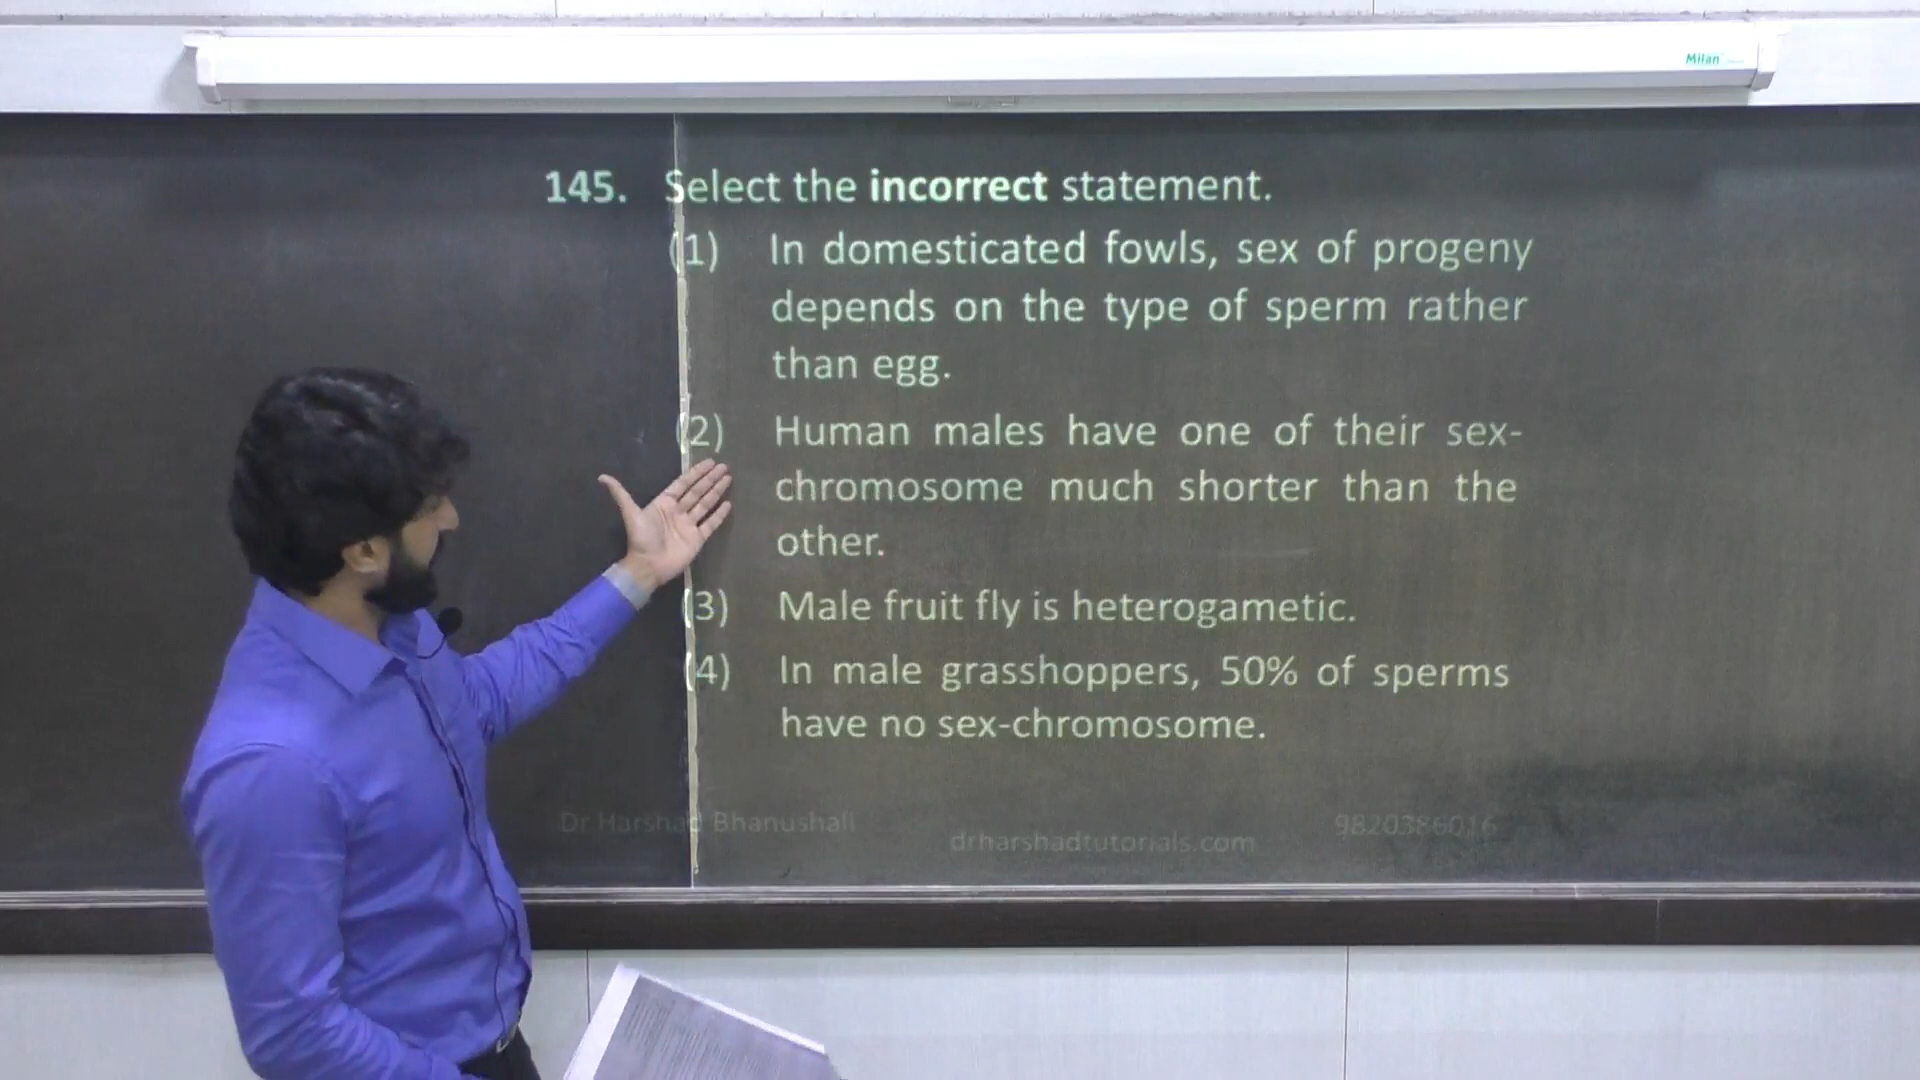 Milan
145. Select the incorrect statement.
(1) In domesticated fowls, sex of progeny
depends on the type of sperm rather
than egg.
(2) Human males have one of their sex-
chromosome much shorter than the
other.
(3) Male fruit fly is heterogametic.
(4) In male grasshoppers, 50% of sperms
have no sex-chromosome.
Dr Harshad Bhanushali
drharshadtutorials.com
9820386016